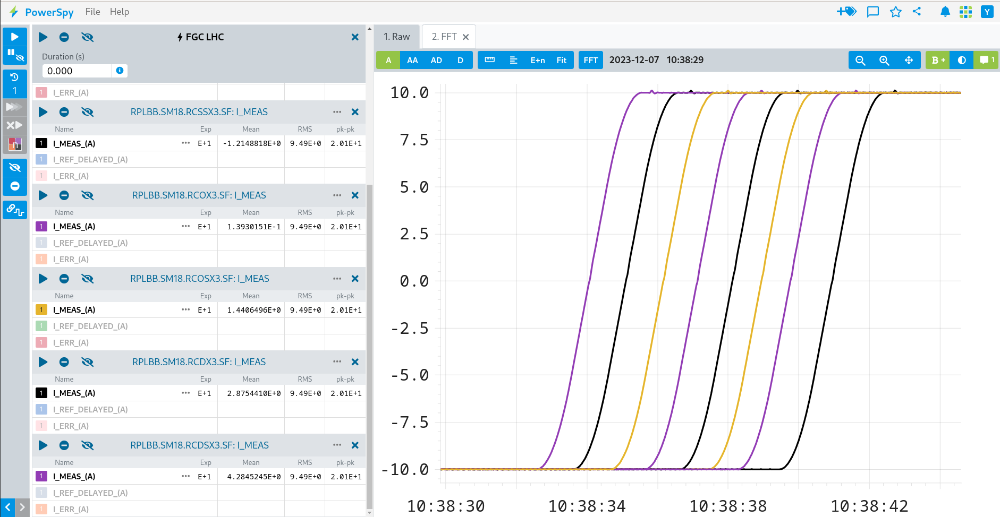 PowerSpy File Help
Y
FGC LHC
Duration (s)
0.000
1
1 I_ERR_(A)
RPLBB.SM18.RCSSX3.SF: I_MEAS
Name Exp Mean RMS pk-pk
1 I_MEAS_(A) ••• E+1 -1.2148818E+0 9.49E+0 2.01E+1
1 I_REF_DELAYED_(A)
1 I_ERR_(A)
RPLBB.SM18.RCOX3.SF: I_MEAS
Name Exp Mean RMS pk-pk
1 I_MEAS_(A) ••• E+1 1.3930151E-1 9.49E+0 2.01E+1
1 I_REF_DELAYED_(A)
1 I_ERR_(A)
RPLBB.SM18.RCOSX3.SF: I_MEAS
Name Exp Mean RMS pk-pk
1 I_MEAS_(A) ••• E+1 1.4406496E+0 9.49E+0 2.01E+1
1 I_REF_DELAYED_(A)
1 I_ERR_(A)
RPLBB.SM18.RCDX3.SF: I_MEAS
Name Exp Mean RMS pk-pk
1 I_MEAS_(A) ••• E+1 2.8754410E+0 9.49E+0 2.01E+1
1 I_REF_DELAYED_(A)
1 I_ERR_(A)
RPLBB.SM18.RCDSX3.SF: I_MEAS
Name Exp Mean RMS pk-pk
1 I_MEAS_(A) ••• E+1 4.2845245E+0 9.49E+0 2.01E+1
1 I_REF_DELAYED_(A)
1 I_ERR_(A)
1. Raw 2. FFT
A AA AD D E+n Fit FFT 2023-12-07 10:38:29 B + 1
10.0
7.5
5.0
2.5
0.0
-2.5
-5.0
-7.5
-10.0
10:38:30 10:38:34 10:38:38 10:38:42